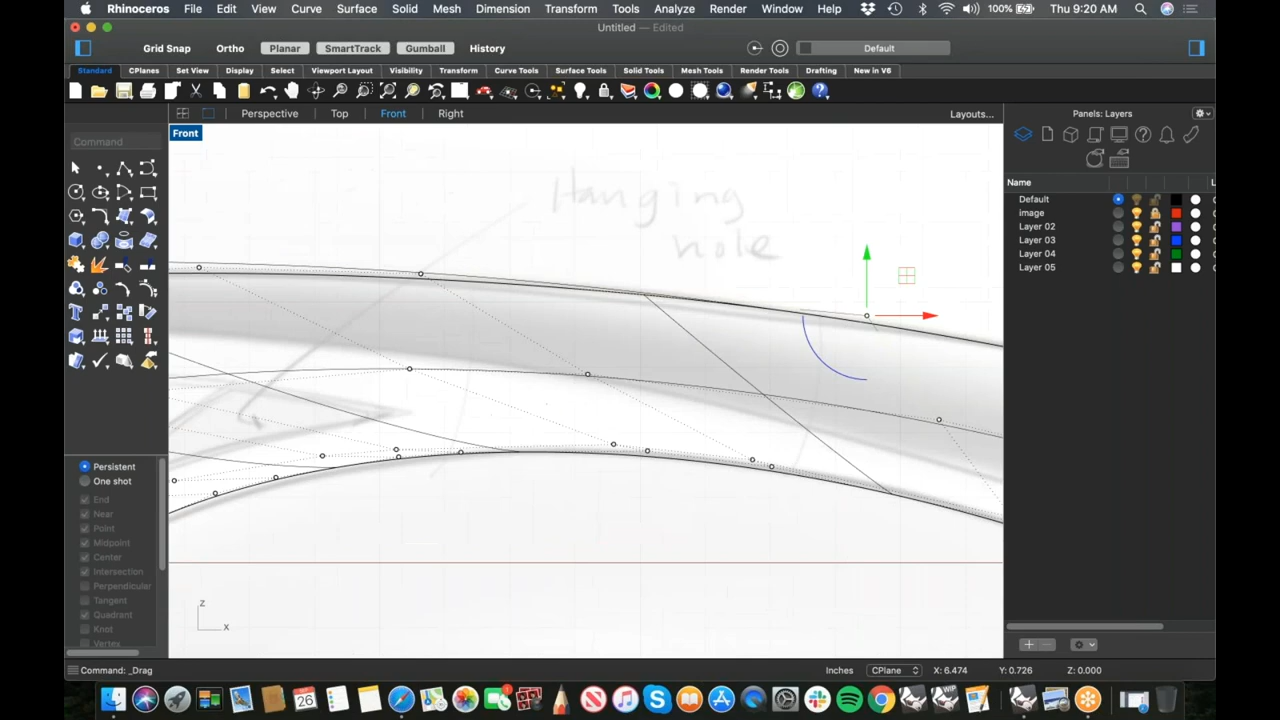 Rhinoceros File Edit View Curve Surface Solid Mesh Dimension Transform Tools Analyze Render Window Help 100% Thu 9:20 AM
Untitled — Edited
Grid Snap Ortho Planar SmartTrack Gumball History Default
Standard CPlanes Set View Display Select Viewport Layout Visibility Transform Curve Tools Surface Tools Solid Tools Mesh Tools Render Tools Drafting New in V6
Perspective Top Front Right Layouts... Panels: Layers
Front
Command
Name L
Default
image
Layer 02
Layer 03
Layer 04
Layer 05
Hanging
hole
Persistent
One shot
End
Near
Point
Midpoint
Center
Intersection
Perpendicular
Tangent
Quadrant
Knot
Vertex
z
x
Command: _Drag Inches CPlane X: 6.474 Y: 0.726 Z: 0.000
26
1